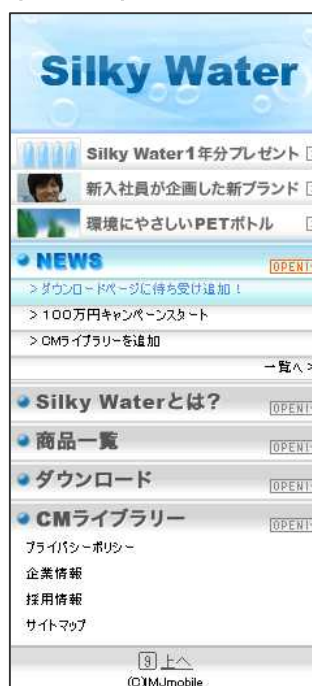 Silky Water
Silky Water1年分プレゼント
新入社員が企画した新ブランド
環境にやさしいPETボトル
NEWS OPEN!
>ダウンロードページに待ち受け追加!
>100万円キャンペーンスタート
>CMライブラリーを追加
一覧へ>
Silky Waterとは? OPEN!
商品一覧 OPEN!
ダウンロード OPEN!
CMライブラリー OPEN!
プライバシーポリシー
企業情報
採用情報
サイトマップ
9 上へ
(C)IMJmobile